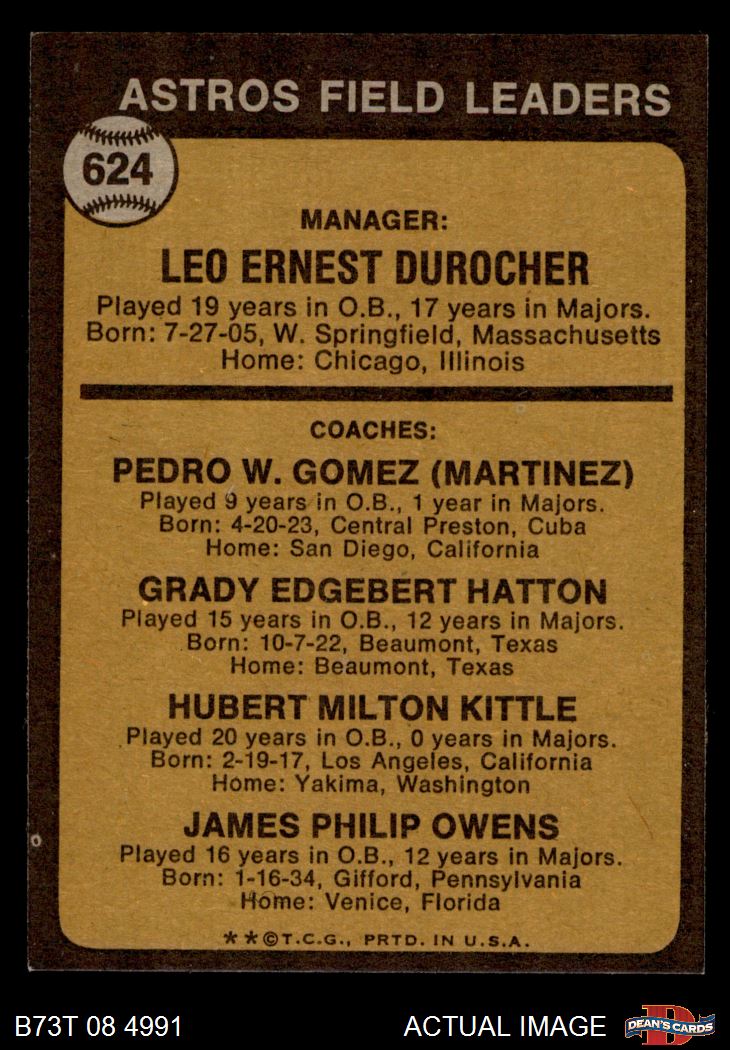 ASTROS FIELD LEADERS
624
MANAGER:
LEO ERNEST DUROCHER
Played 19 years in O.B., 17 years in Majors.
Born: 7-27-05, W. Springfield, Massachusetts
Home: Chicago, Illinois
COACHES:
PEDRO W. GOMEZ (MARTINEZ)
Played 9 years in O.B., 1 year in Majors.
Born: 4-20-23, Central Preston, Cuba
Home: San Diego, California
GRADY EDGEBERT HATTON
Played 15 years in O.B., 12 years in Majors.
Born: 10-7-22, Beaumont, Texas
Home: Beaumont, Texas
HUBERT MILTON KITTLE
Played 20 years in O.B., 0 years in Majors.
Born: 2-19-17, Los Angeles, California
Home: Yakima, Washington
JAMES PHILIP OWENS
Played 16 years in O.B., 12 years in Majors.
Born: 1-16-34, Gifford, Pennsylvania
Home: Venice, Florida
**©T.C.G., PRTD. IN U.S.A.
B73T 08 4991 ACTUAL IMAGE D DEAN'S CARDS